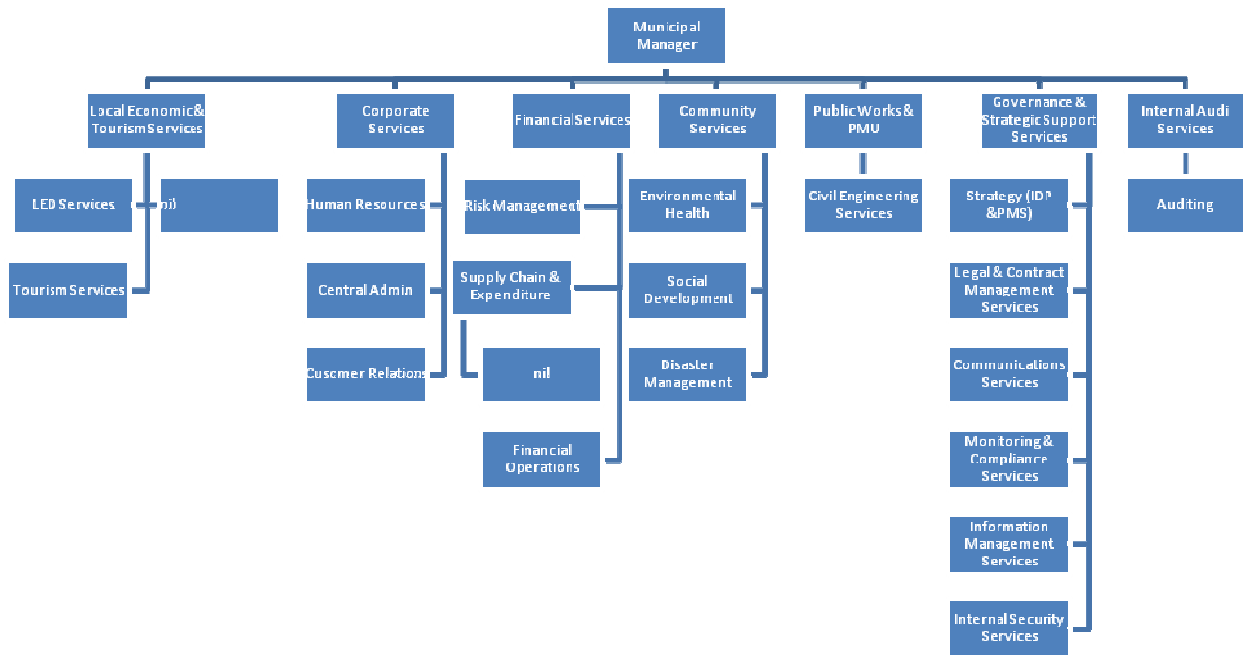 Municipal
Manager
Local Economic &
Tourism Services
Corporate
Services
Financial Services
Community
Services
Public Works &
PMU
Governance &
Strategic Support
Services
Internal Audi
Services
LED Services
nil)
Human Resources
Risk Management
Environmental
Health
Civil Engineering
Services
Strategy (IDP
&PMS)
Auditing
Tourism Services
Central Admin
Supply Chain &
Expenditure
Social
Development
Legal & Contract
Management
Services
Cuscmer Relations
nil
Disaster
Management
Communications
Services
Financial
Operations
Monitoring &
Compliance
Services
Information
Management
Services
Internal Security
Services